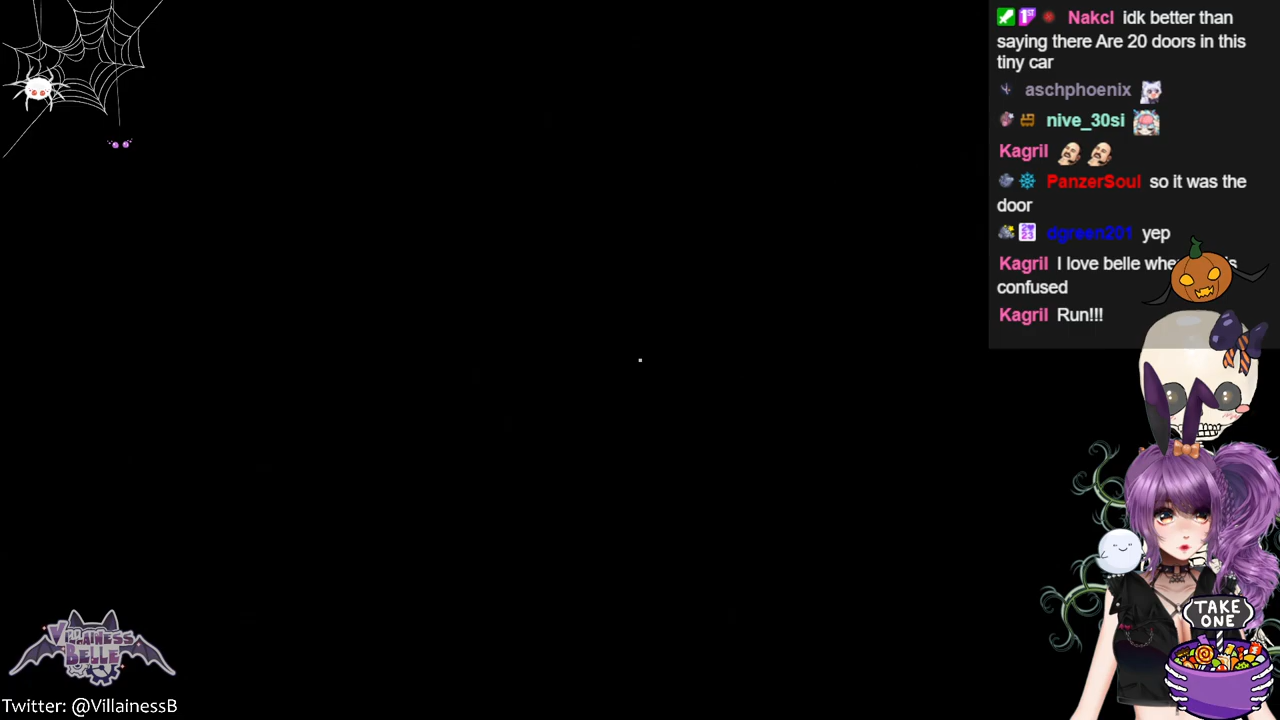 Nakcl idk better than
saying there Are 20 doors in this
tiny car
aschphoenix
nive_30si
Kagril
PanzerSoul so it was the
door
dgreen201 yep
Kagril I love belle
confused
Kagril Run!!!
TAKE
ONE
VILLAINESS
BELLE
Twitter: @VillainessB